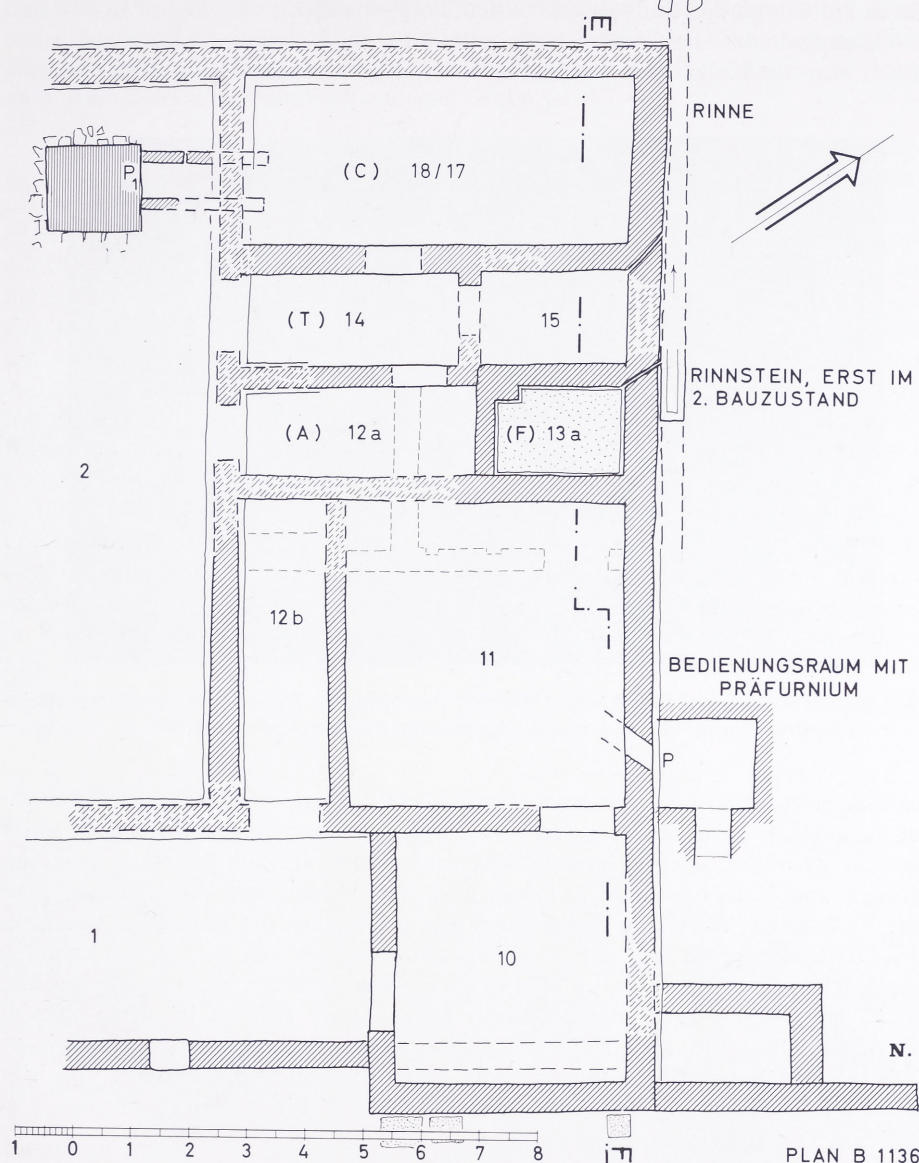 E
RINNE
P1
(C) 18/17
(T) 14
15
RINNSTEIN, ERST IM
2. BAUZUSTAND
(A) 12a
(F) 13a
2
12b
11
BEDIENUNGSRAUM MIT
PRÄFURNIUM
P
1
10
N.
1 0 1 2 3 4 5 6 7 8
PLAN B 1136